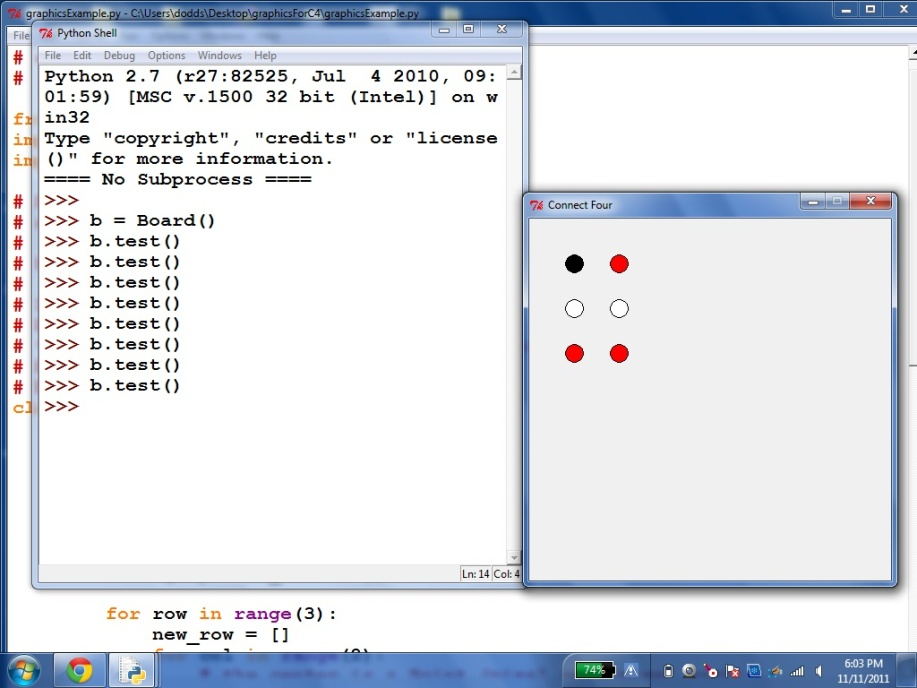 graphicsExample.py - C:\Users\dodds\Desktop\graphicsForC4\graphicsExample.py
File
Python Shell
File Edit Debug Options Windows Help
#
#
Python 2.7 (r27:82525, Jul  4 2010, 09:
01:59) [MSC v.1500 32 bit (Intel)] on w
in32
Type "copyright", "credits" or "license
()" for more information.
==== No Subprocess ====
>>>
>>> b = Board()
>>> b.test()
>>> b.test()
>>> b.test()
>>> b.test()
>>> b.test()
>>> b.test()
>>> b.test()
>>> b.test()
>>>
#
#
#
#
#
#
#
#
#
#
Ln: 14 Col: 4
Connect Four
for row in range(3):
new_row = []
74%
6:03 PM
11/11/2011